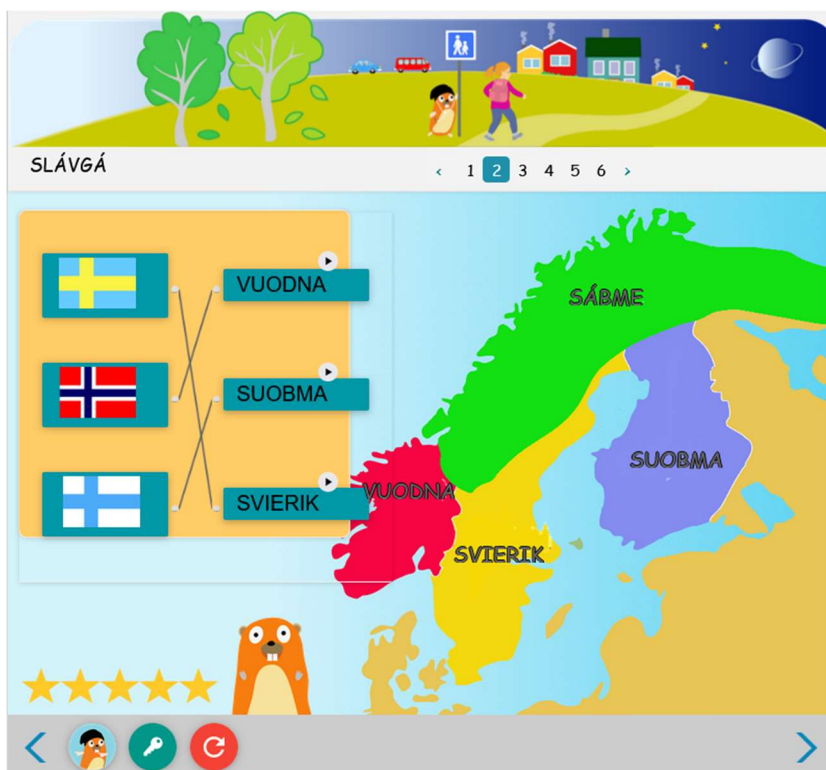 SLÁVGÁ
‹ 1 2 3 4 5 6 ›
VUODNA
SUOBMA
SVIERIK
SÁBME
SUOBMA
VUODNA
SVIERIK